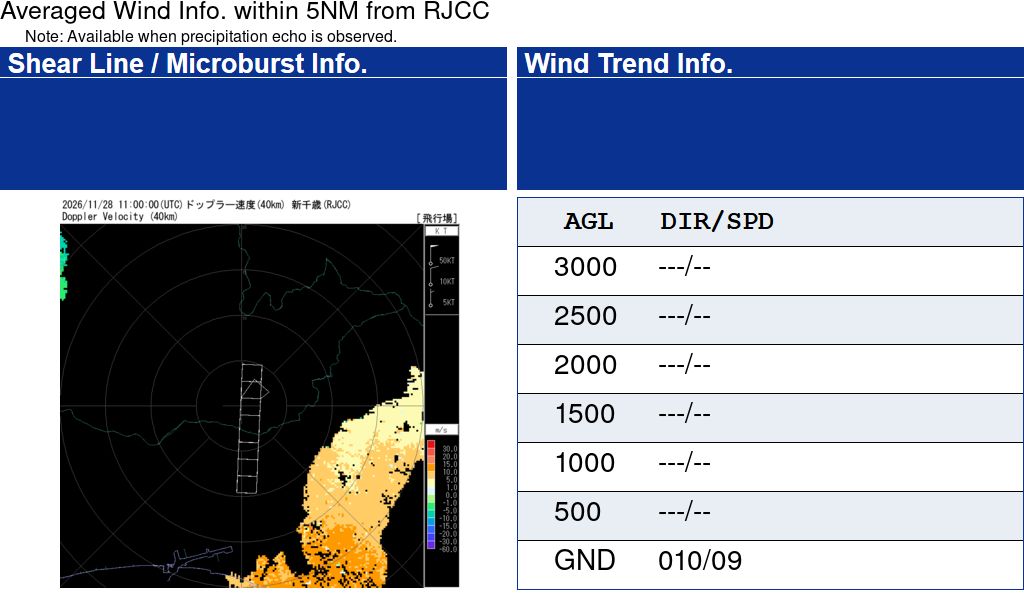 Averaged Wind Info. within 5NM from RJCC
Note: Available when precipitation echo is observed.
Shear Line / Microburst Info.
Wind Trend Info.
2026/11/28 11:00:00(UTC) ドップラー速度(40km) 新千歳(RJCC)
Doppler Velocity (40km)
[飛行場]
KT
50KT
10KT
5KT
m/s
30.0
20.0
15.0
10.0
5.0
1.0
0.0
-1.0
-5.0
-10.0
-15.0
-20.0
-30.0
-60.0
AGL DIR/SPD
3000 ---/--
2500 ---/--
2000 ---/--
1500 ---/--
1000 ---/--
500 ---/--
GND 010/09